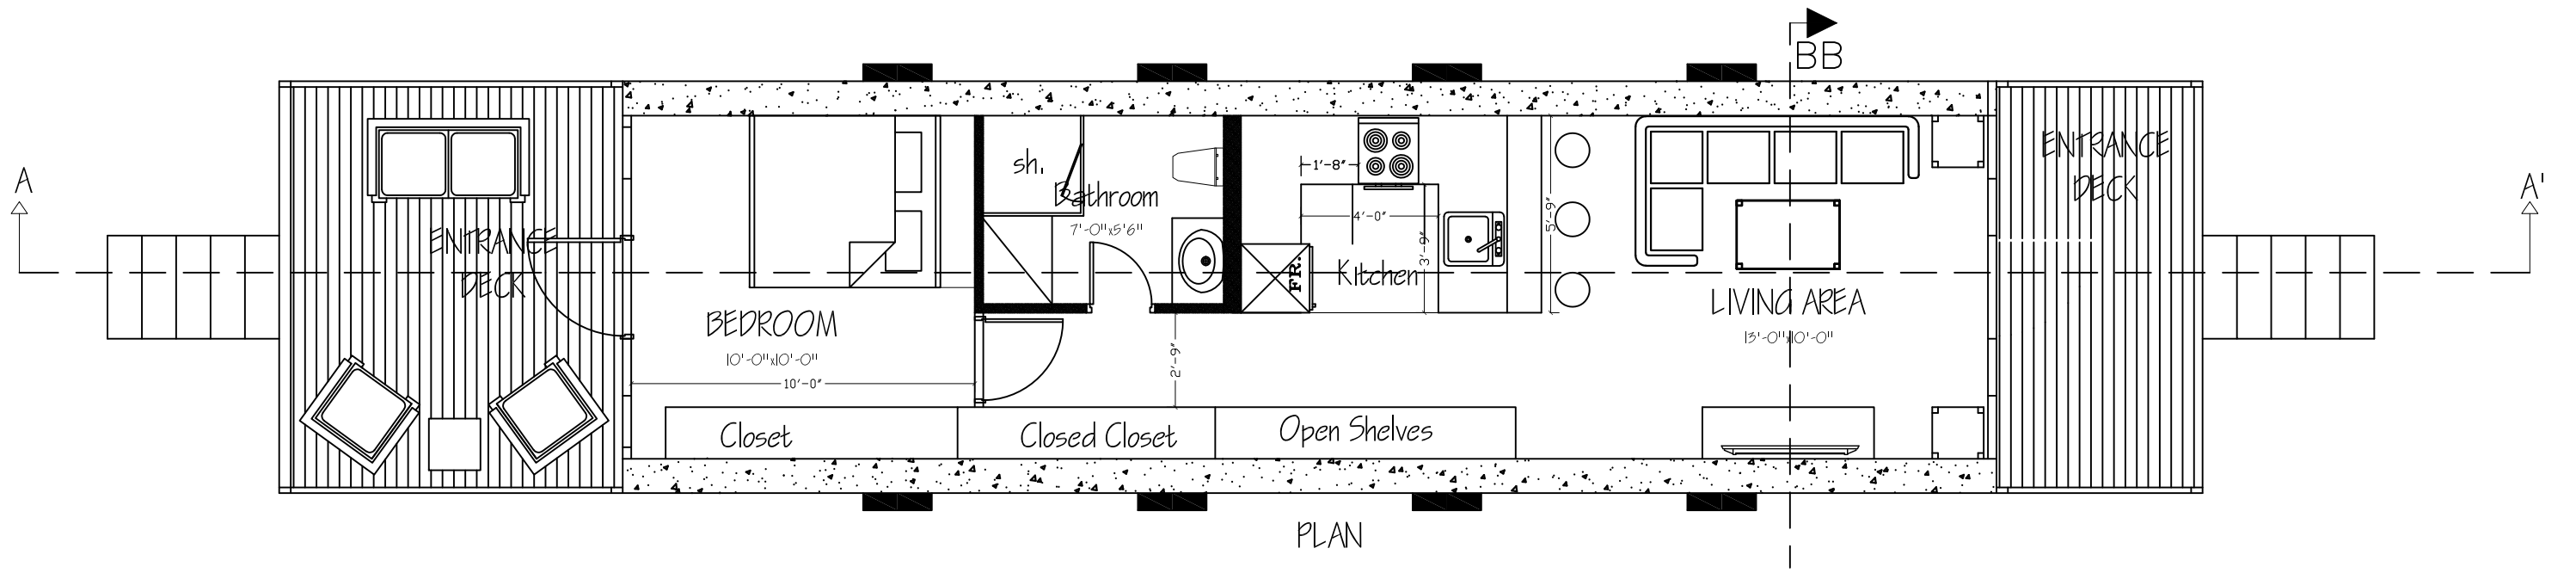 BB
A
A'
ENTRANCE
DECK
ENTRANCE
DECK
sh.
Bathroom
7'-0"x5'6"
1'-8"
4'-0"
3'-9"
5'-9"
FR.
Kitchen
BEDROOM
10'-0"x10'-0"
10'-0"
2'-9"
LIVING AREA
13'-0"x10'-0"
Closet
Closed Closet
Open Shelves
PLAN